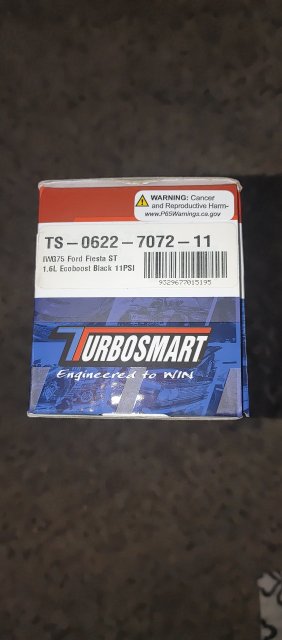 WARNING: Cancer
and Reproductive Harm-
www.P65Warnings.ca.gov
TS-0622-7072-11
IWG75 Ford Fiesta ST
1.6L Ecoboost Black 11PSI
9329677015195
TURBOSMART
Engineered to WIN